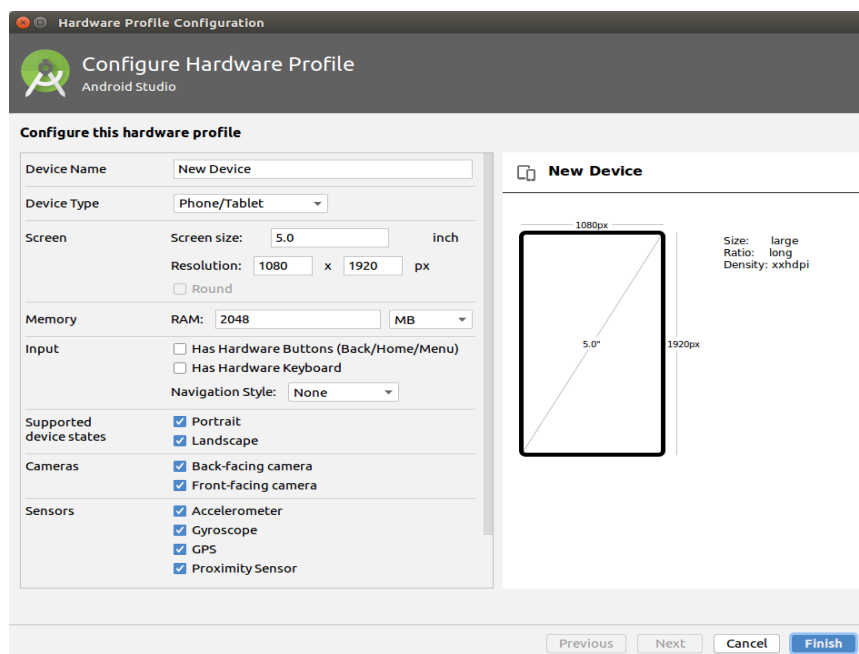 Hardware Profile Configuration
Configure Hardware Profile
Android Studio
Configure this hardware profile
Device Name New Device
Device Type Phone/Tablet
Screen Screen size: 5.0 inch
Resolution: 1080 x 1920 px
Round
Memory RAM: 2048 MB
Input Has Hardware Buttons (Back/Home/Menu)
Has Hardware Keyboard
Navigation Style: None
Supported
device states
Portrait
Landscape
Cameras Back-facing camera
Front-facing camera
Sensors Accelerometer
Gyroscope
GPS
Proximity Sensor
New Device
1080px
Size: large
Ratio: long
Density: xxhdpi
5.0"
1920px
Previous Next Cancel Finish